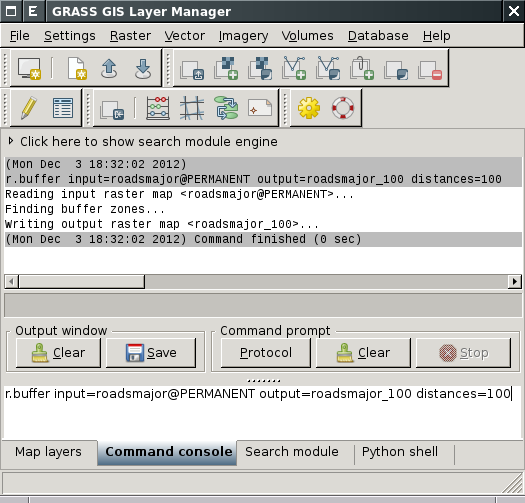 GRASS GIS Layer Manager
File Settings Raster Vector Imagery Volumes Database Help
Click here to show search module engine
(Mon Dec  3 18:32:02 2012)
r.buffer input=roadsmajor@PERMANENT output=roadsmajor_100 distances=100
Reading input raster map <roadsmajor@PERMANENT>...
Finding buffer zones...
Writing output raster map <roadsmajor_100>...
(Mon Dec  3 18:32:02 2012) Command finished (0 sec)
Output window Command prompt
Clear Save Protocol Clear Stop
r.buffer input=roadsmajor@PERMANENT output=roadsmajor_100 distances=100
Map layers Command console Search module Python shell